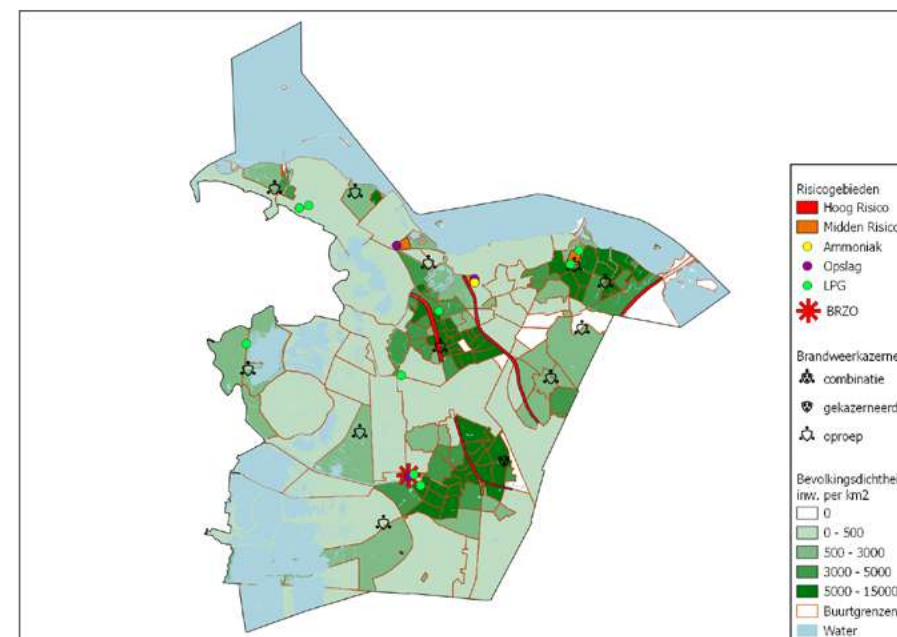 Risicogebieden
Hoog Risico
Midden Risico
Ammoniak
Opslag
LPG
BRZO
Brandweerkazerne
combinatie
gekazerneerd
oproep
Bevolkingsdichthei
inw. per km2
0
0 - 500
500 - 3000
3000 - 5000
5000 - 15000
Buurtgrenzen
Water